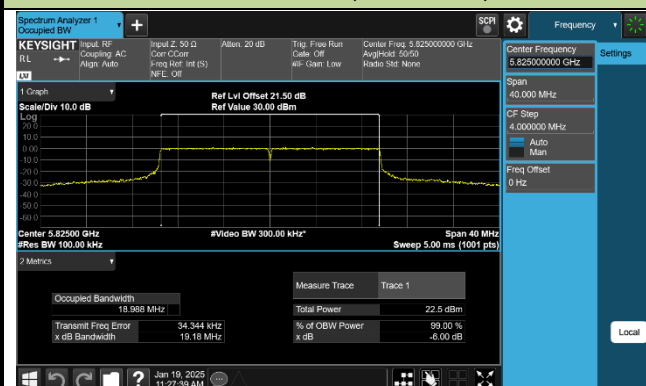 Spectrum Analyzer 1
Occupied BW
+
SCPI
Frequency
KEYSIGHT
RL
LXI
Input: RF
Coupling: AC
Align: Auto
Input Z: 50 Ω
Corr CCorr
Freq Ref: Int (S)
NFE: Off
Atten: 20 dB
Trig: Free Run
Gate: Off
#IF Gain: Low
Center Freq: 5.825000000 GHz
Avg|Hold: 50/50
Radio Std: None
Center Frequency
5.825000000 GHz
Settings
Span
40.000 MHz
CF Step
4.000000 MHz
Auto
Man
Freq Offset
0 Hz
1 Graph
Scale/Div 10.0 dB
Ref Lvl Offset 21.50 dB
Ref Value 30.00 dBm
Log
20.0
10.0
0.00
-10.0
-20.0
-30.0
-40.0
-50.0
-60.0
Center 5.82500 GHz
#Video BW 300.00 kHz*
Span 40 MHz
#Res BW 100.00 kHz
Sweep 5.00 ms (1001 pts)
2 Metrics
Measure Trace Trace 1
Occupied Bandwidth
18.988 MHz
Total Power 22.5 dBm
Transmit Freq Error 34.344 kHz
% of OBW Power 99.00 %
x dB Bandwidth 19.18 MHz
x dB -6.00 dB
Local
?
Jan 19, 2025
11:27:39 AM